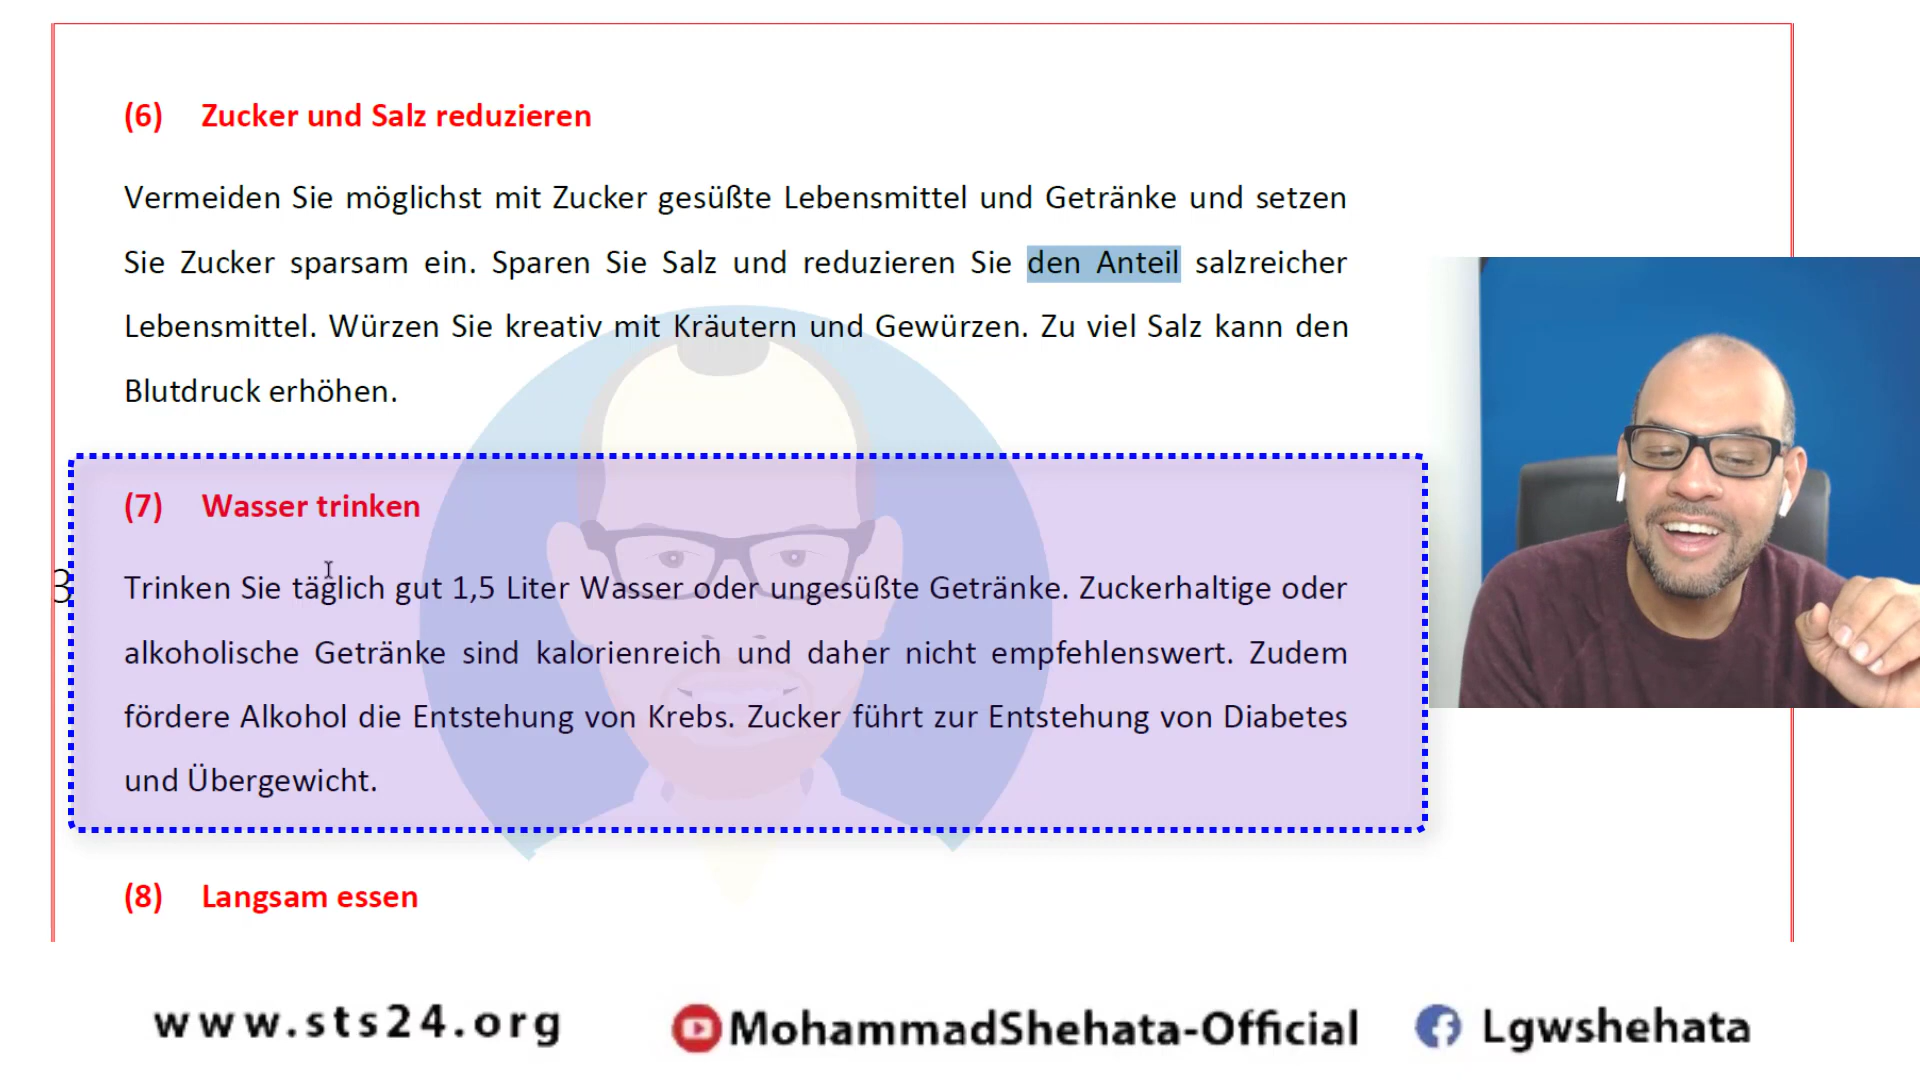 (6) Zucker und Salz reduzieren
Vermeiden Sie möglichst mit Zucker gesüßte Lebensmittel und Getränke und setzen
Sie Zucker sparsam ein. Sparen Sie Salz und reduzieren Sie den Anteil salzreicher
Lebensmittel. Würzen Sie kreativ mit Kräutern und Gewürzen. Zu viel Salz kann den
Blutdruck erhöhen.
(7) Wasser trinken
3
Trinken Sie täglich gut 1,5 Liter Wasser oder ungesüßte Getränke. Zuckerhaltige oder
alkoholische Getränke sind kalorienreich und daher nicht empfehlenswert. Zudem
fördere Alkohol die Entstehung von Krebs. Zucker führt zur Entstehung von Diabetes
und Übergewicht.
(8) Langsam essen
www.sts24.org MohammadShehata-Official Lgwshehata